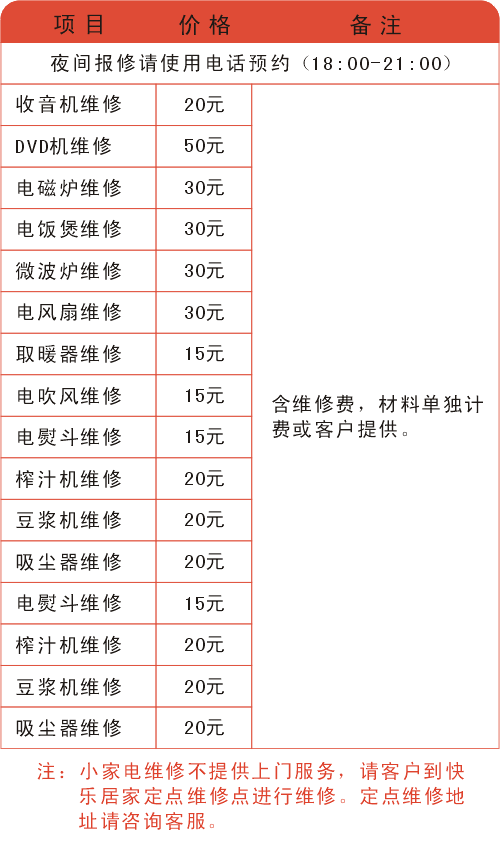 项目 价格 备注
夜间报修请使用电话预约（18:00-21:00）
收音机维修 20元
DVD机维修 50元
电磁炉维修 30元
电饭煲维修 30元
微波炉维修 30元
电风扇维修 30元
取暖器维修 15元
电吹风维修 15元
电熨斗维修 15元
榨汁机维修 20元
豆浆机维修 20元
吸尘器维修 20元
电熨斗维修 15元
榨汁机维修 20元
豆浆机维修 20元
吸尘器维修 20元
含维修费，材料单独计
费或客户提供。
注：小家电维修不提供上门服务，请客户到快
乐居家定点维修点进行维修。定点维修地
址请咨询客服。